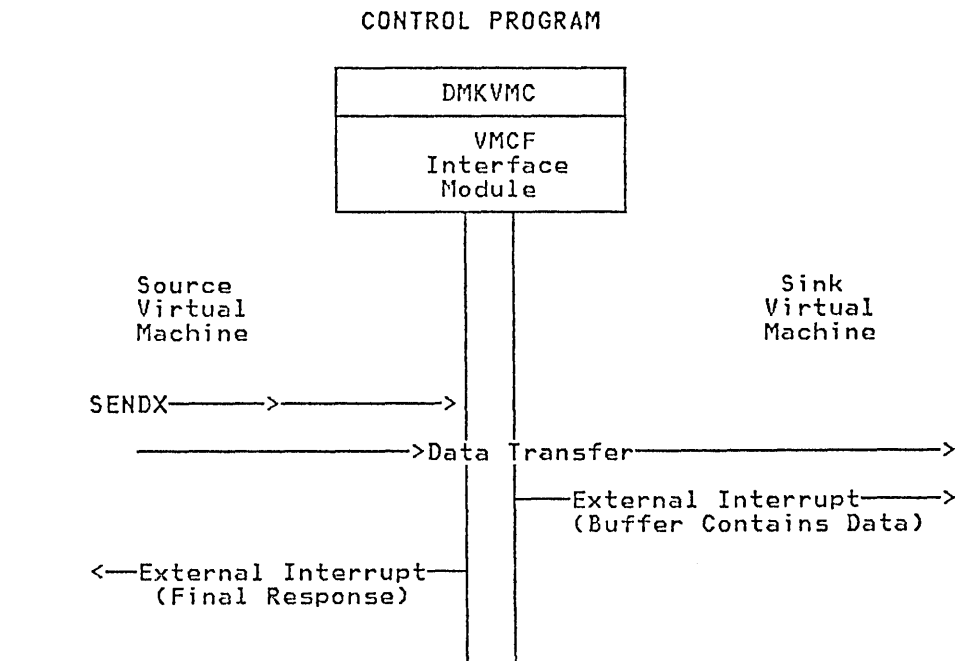 CONTROL PROGRAM
DMKVMC
VMCF
Interface
Module
Source
Virtual
Machine
Sink
Virtual
Machine
SENDX
Data Transfer
External Interrupt
(Buffer Contains Data)
External Interrupt
(Final Response)